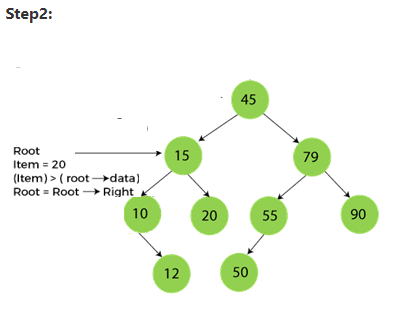 Step2:
45
Root
Item = 20
(Item) > ( root →data)
Root = Root → Right
15
79
10
20
55
90
12
50